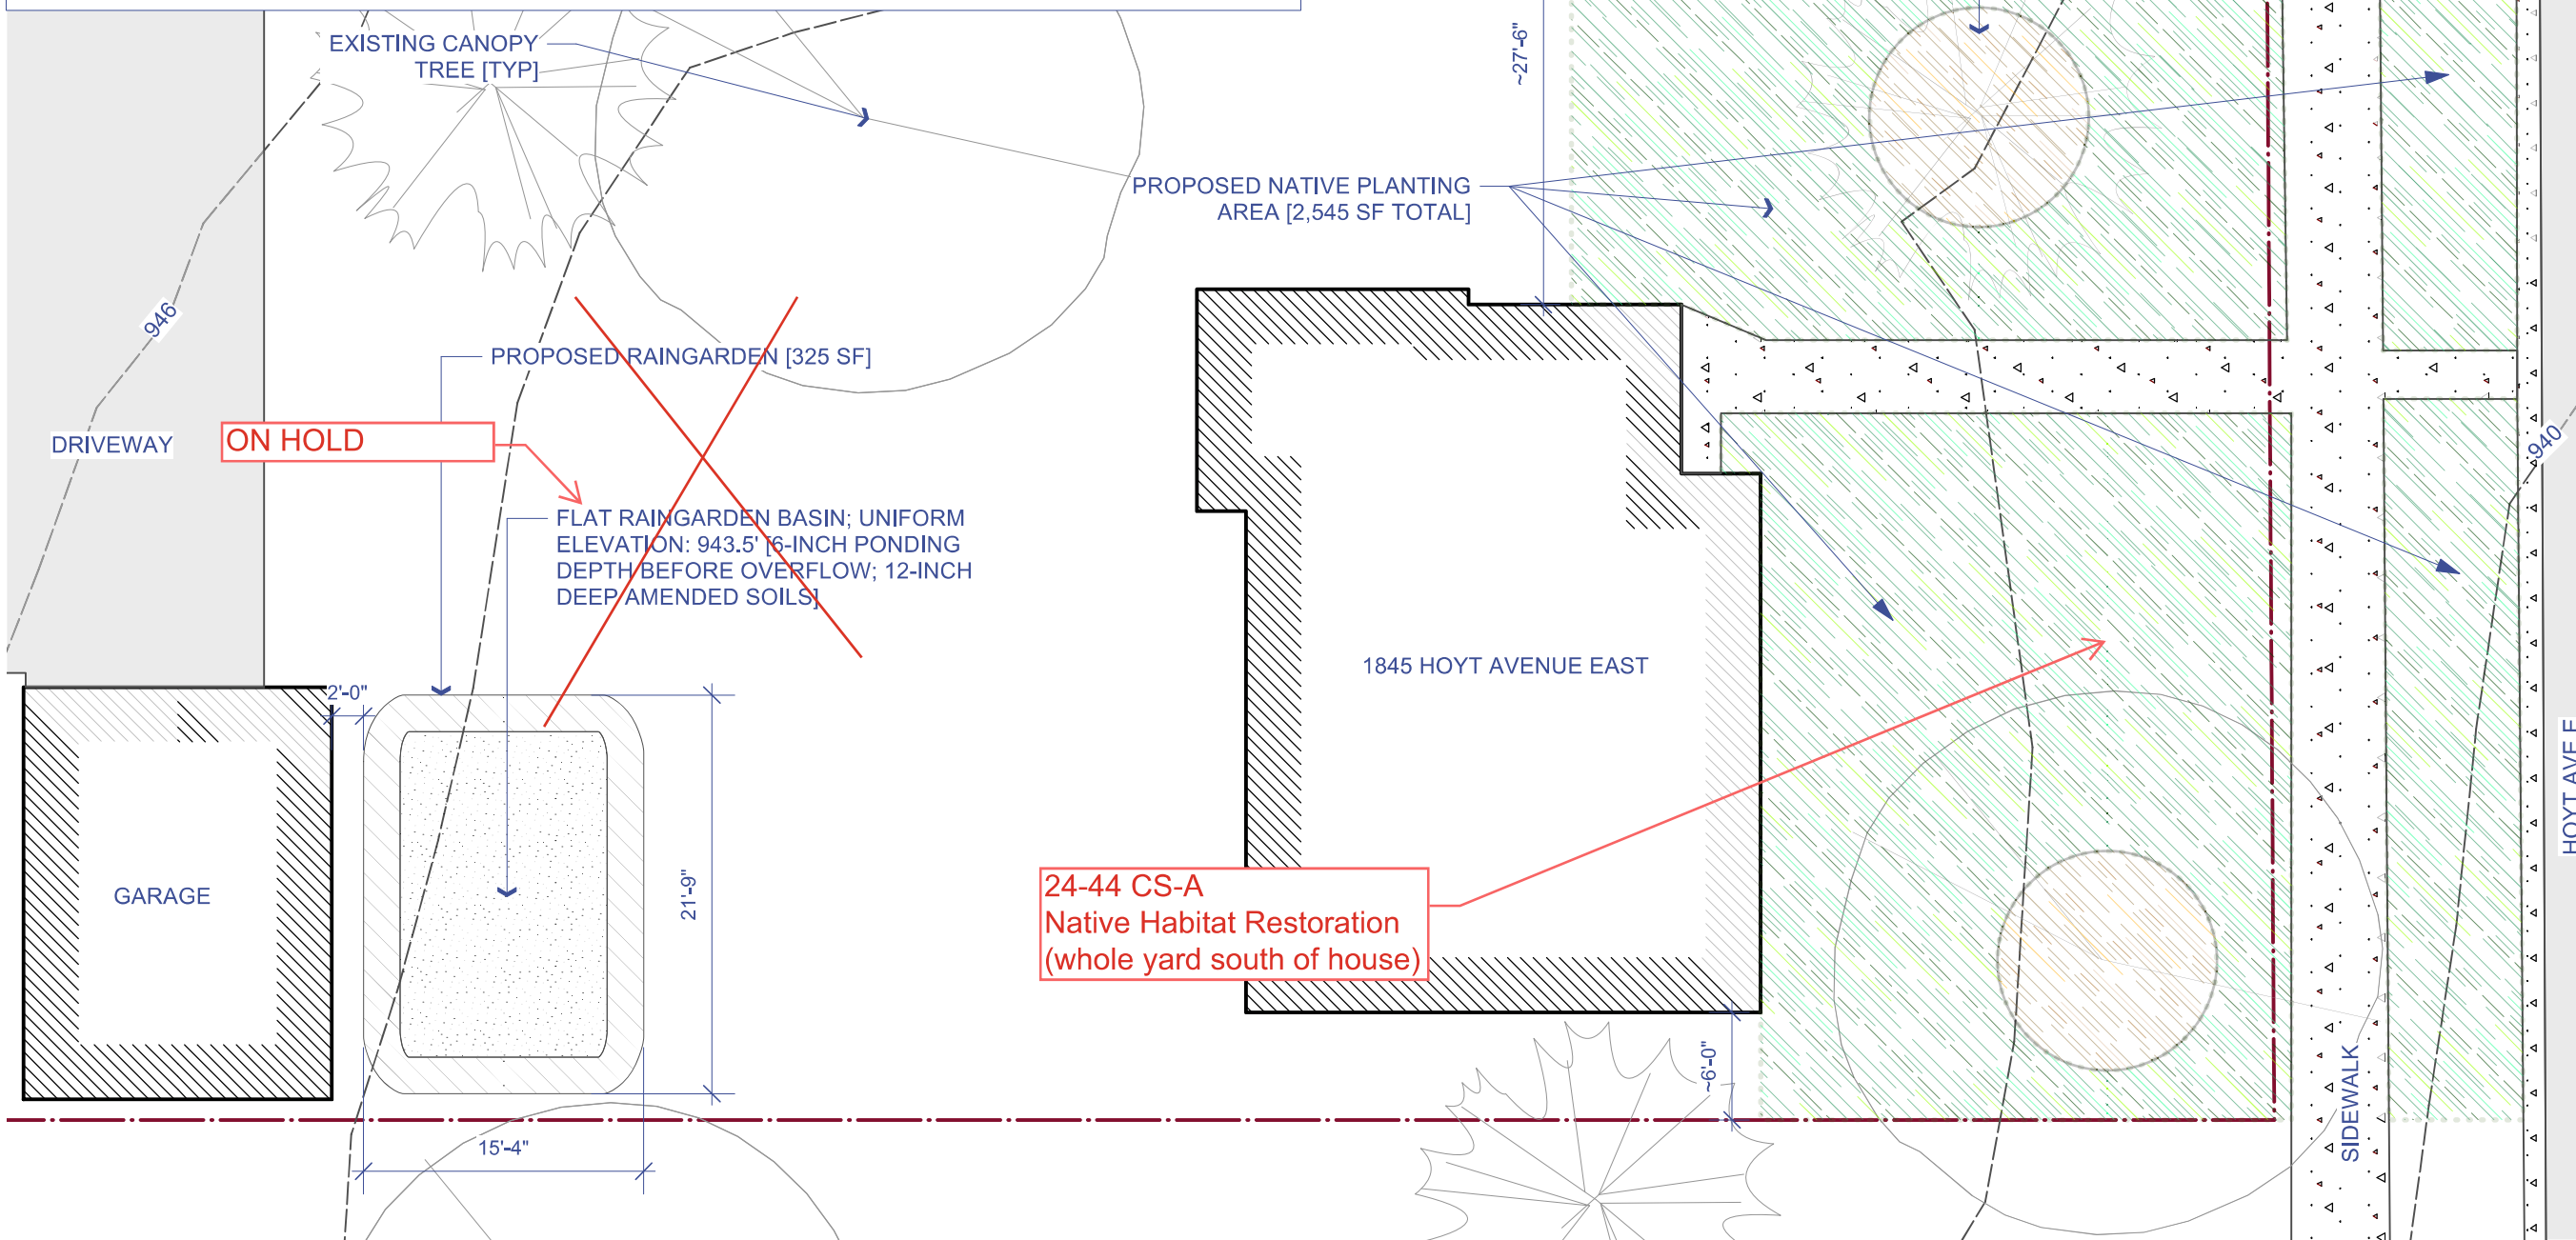 EXISTING CANOPY
TREE [TYP]
~27'-6"
PROPOSED NATIVE PLANTING
AREA [2,545 SF TOTAL]
946
PROPOSED RAINGARDEN [325 SF]
DRIVEWAY
ON HOLD
940
FLAT RAINGARDEN BASIN; UNIFORM
ELEVATION: 943.5' [6-INCH PONDING
DEPTH BEFORE OVERFLOW; 12-INCH
DEEP AMENDED SOILS]
1845 HOYT AVENUE EAST
2'-0"
HOYT AVE E
GARAGE
21'-9"
24-44 CS-A
Native Habitat Restoration
(whole yard south of house)
~6'-0"
SIDEWALK
15'-4"